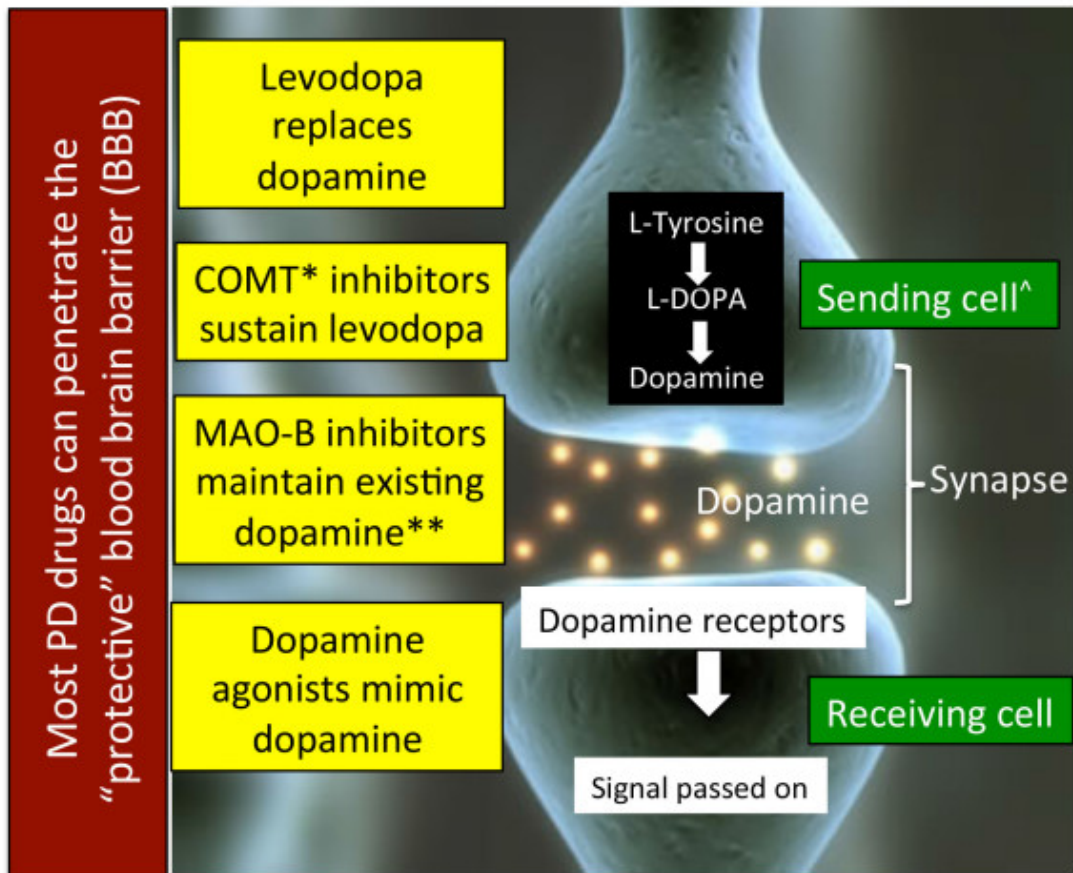 Most PD drugs can penetrate the
“protective” blood brain barrier (BBB)
Levodopa
replaces
dopamine
COMT* inhibitors
sustain levodopa
MAO-B inhibitors
maintain existing
dopamine**
Dopamine
agonists mimic
dopamine
L-Tyrosine
L-DOPA
Dopamine
Sending cell^
Dopamine
Synapse
Dopamine receptors
Receiving cell
Signal passed on